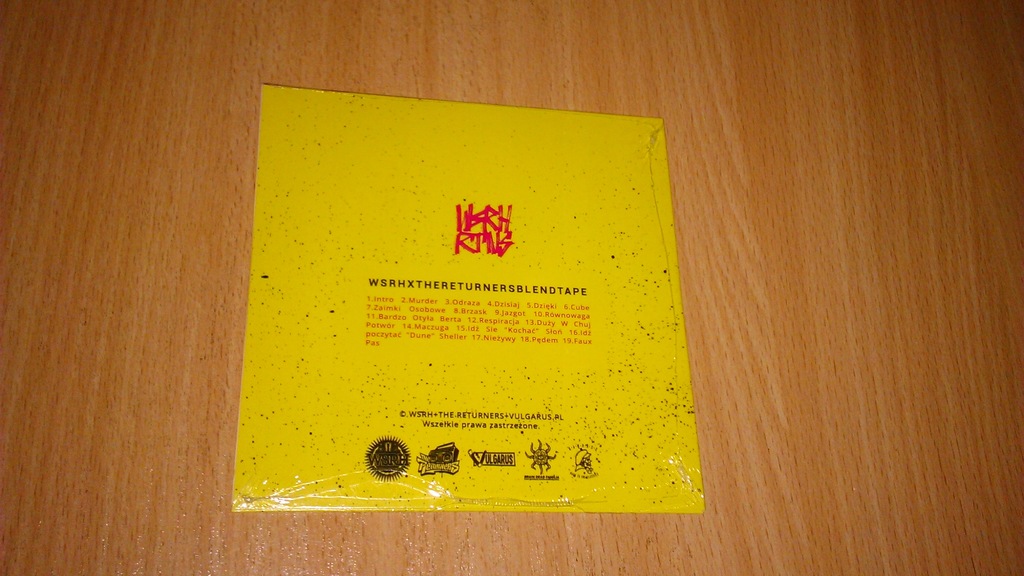 WSRH
RTNS
WSRHXTHERETURNERSBLENDTAPE
1.Intro 2.Murder 3.Odraza 4.Dzisiaj 5.Dzięki 6.Cube
7.Zaimki Osobowe 8.Brzask 9.Jazgot 10.Równowaga
11.Bardzo Otyła Berta 12.Respiracja 13.Duży W Chuj
Potwór 14.Maczuga 15.Idź Sie "Kochać" Słoń 16.Idź
poczytać "Dune" Sheller 17.Nieżywy 18.Pędem 19.Faux
Pas
© WSRH+THE RETURNERS+VULGARUS.PL
Wszelkie prawa zastrzeżone.
RETURNERS
VULGARUS